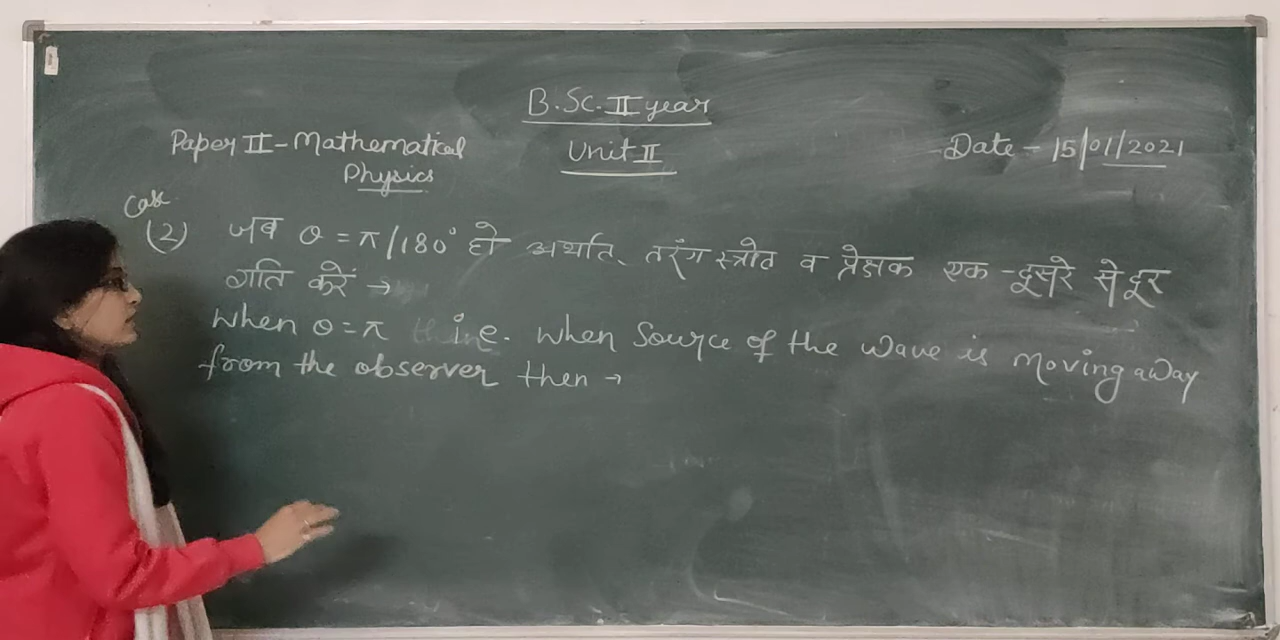 B.Sc. II year
Paper II - Mathematical
Physics
Unit II
Date - 15/01/2021
Case
(2) जब θ = π/180° हो अर्थात् तरंग स्त्रोत व प्रेक्षक एक-दूसरे से दूर
गति करें →
When θ = π i.e. when Source of the wave is moving away
from the observer then →